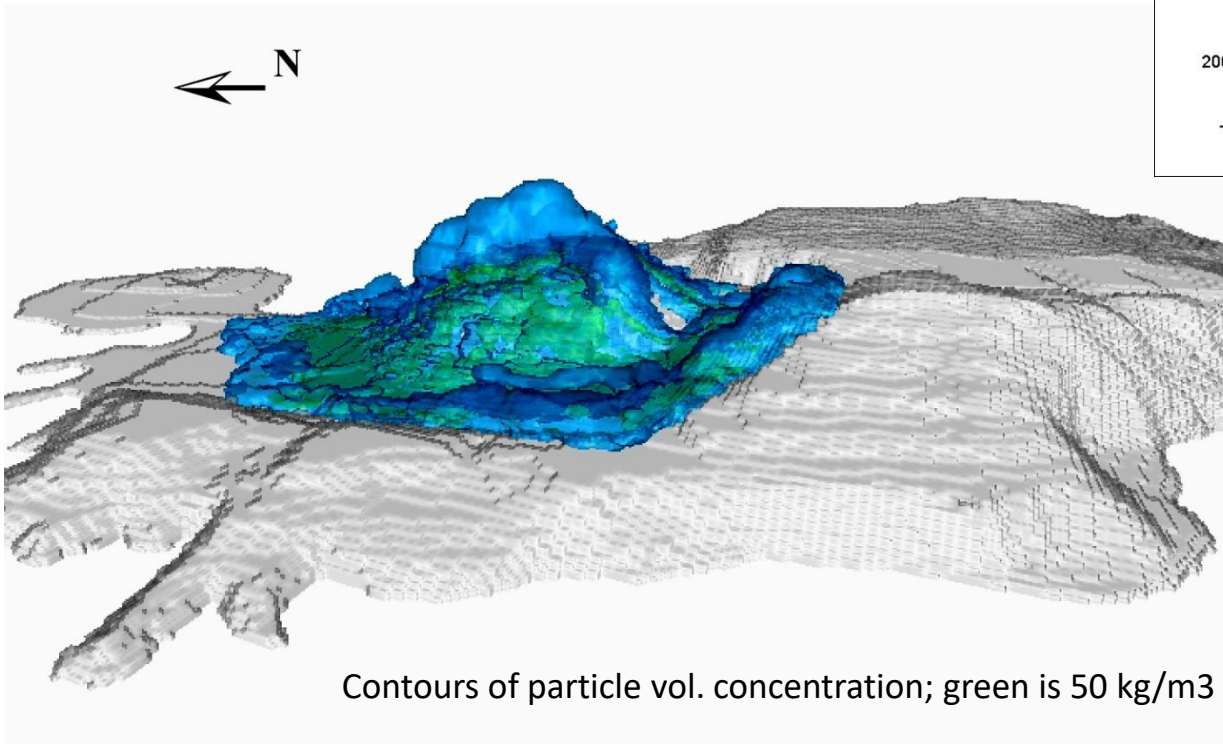 N
Contours of particle vol. concentration; green is 50 kg/m3